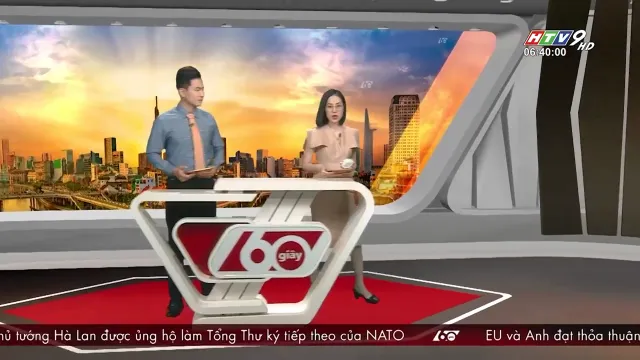 HTV9 HD
06:40:00
60 giây
hủ tướng Hà Lan được ủng hộ làm Tổng Thư ký tiếp theo của NATO 60 EU và Anh đạt thỏa thuận